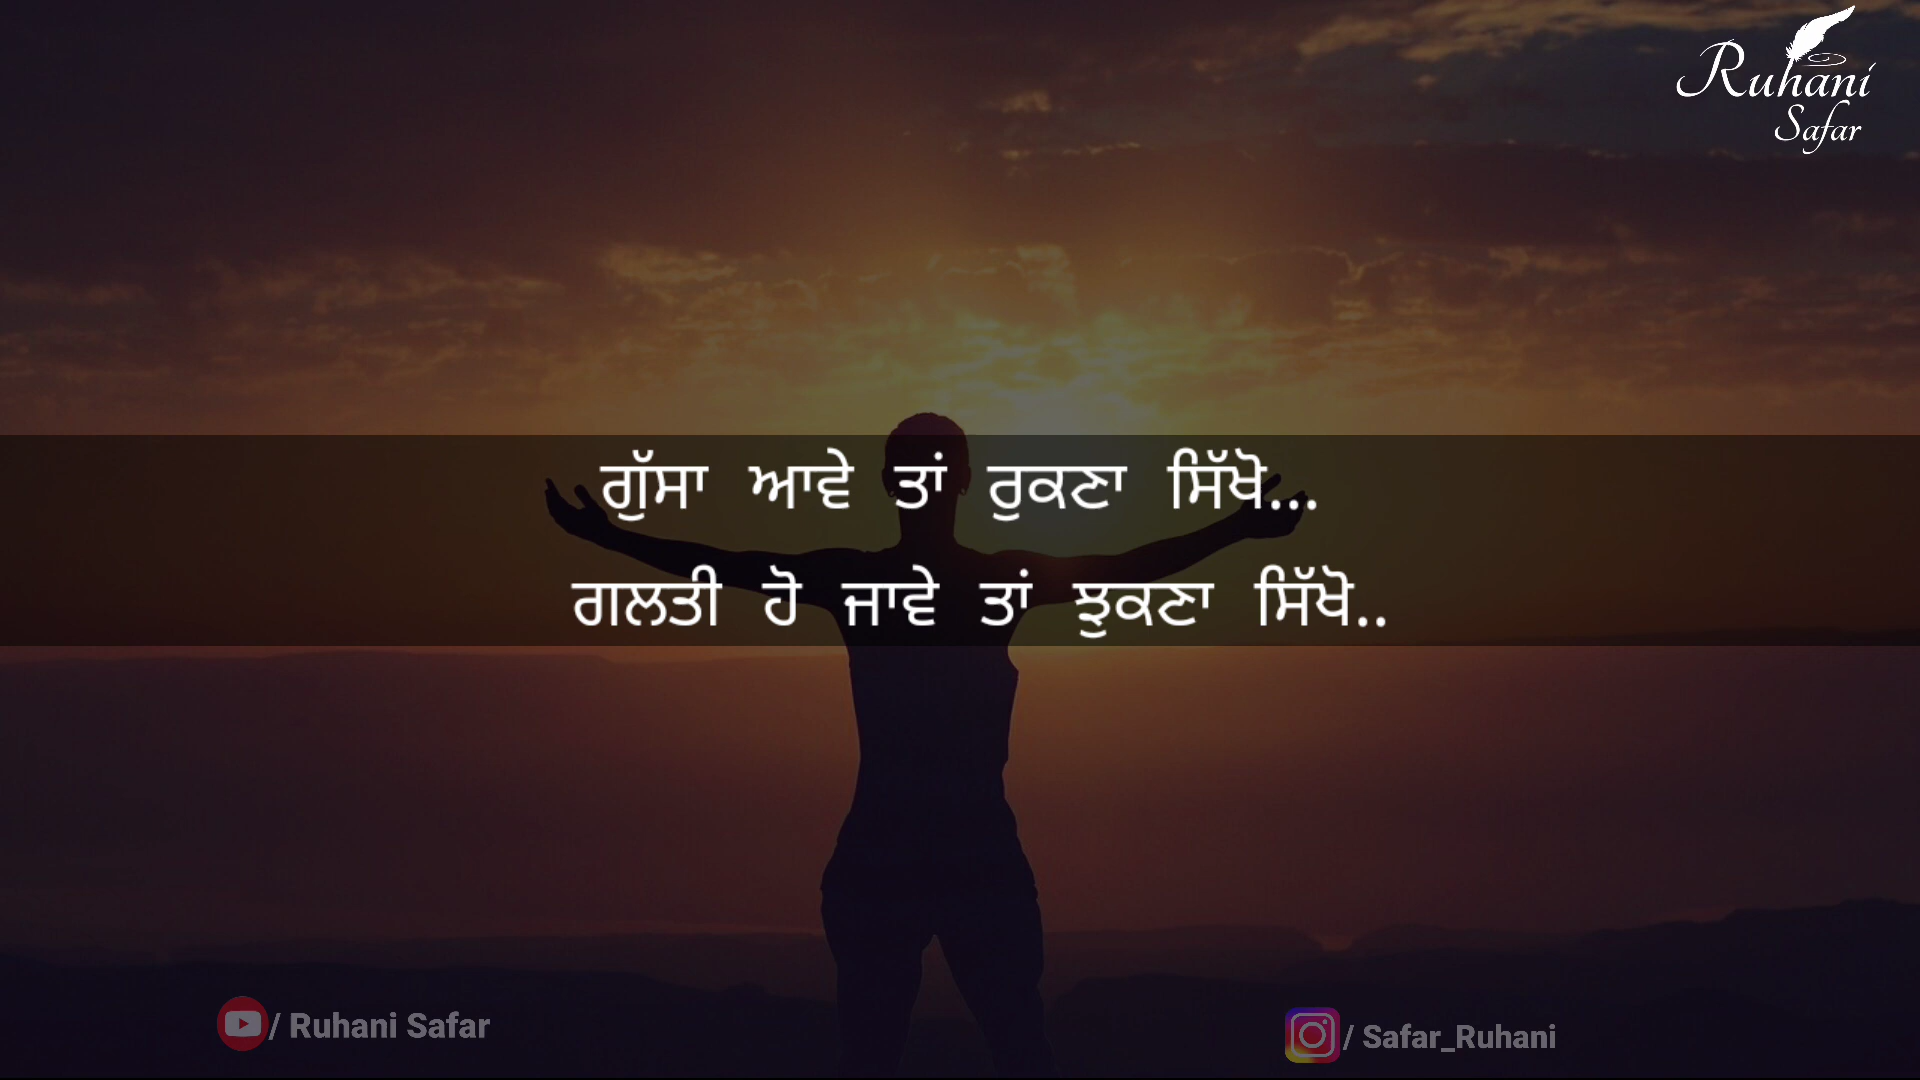 Ruhani
Safar
ਗੁੱਸਾ ਆਵੇ ਤਾਂ ਰੁਕਣਾ ਸਿੱਖੋ...
ਗਲਤੀ ਹੋ ਜਾਵੇ ਤਾਂ ਝੁਕਣਾ ਸਿੱਖੋ..
/ Ruhani Safar
/ Safar_Ruhani